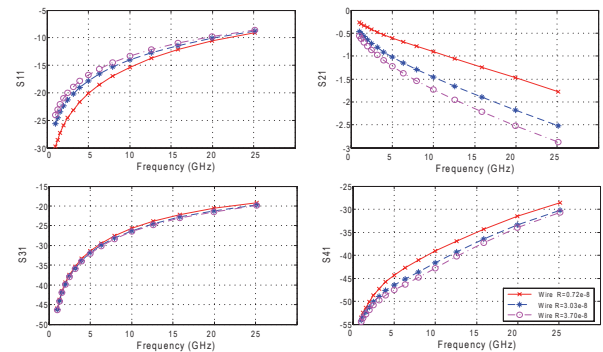 S11
-5
-10
-15
-20
-25
-30
0 5 10 15 20 25
Frequency (GHz)
S21
0
-0.5
-1
-1.5
-2
-2.5
-3
0 5 10 15 20 25
Frequency (GHz)
S31
-15
-20
-25
-30
-35
-40
-45
-50
0 5 10 15 20 25
Frequency (GHz)
S41
-25
-30
-35
-40
-45
-50
-55
0 5 10 15 20 25
Frequency (GHz)
Wire R=0.72e-8
Wire R=3.03e-8
Wire R=3.70e-8